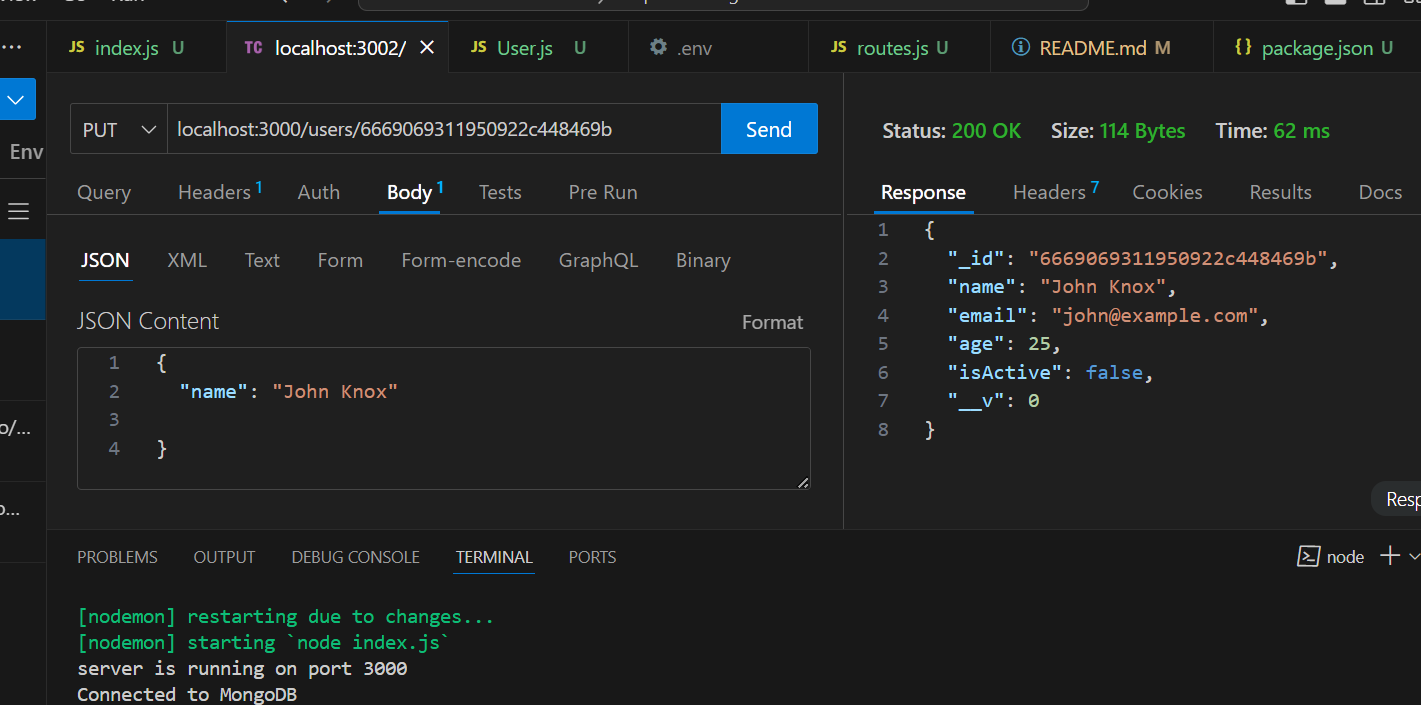 JS index.js U
TC localhost:3002/
JS User.js U
.env
JS routes.js U
README.md M
{} package.json U
Env
o/...
PUT
localhost:3000/users/6669069311950922c448469b
Send
Query Headers 1 Auth Body 1 Tests Pre Run
JSON XML Text Form Form-encode GraphQL Binary
JSON Content
Format
1 {
2 "name": "John Knox"
3
4 }
Status: 200 OK Size: 114 Bytes Time: 62 ms
Response Headers 7 Cookies Results Docs
1 {
2 "_id": "6669069311950922c448469b",
3 "name": "John Knox",
4 "email": "john@example.com",
5 "age": 25,
6 "isActive": false,
7 "__v": 0
8 }
Resp
PROBLEMS OUTPUT DEBUG CONSOLE TERMINAL PORTS
node
[nodemon] restarting due to changes...
[nodemon] starting `node index.js`
server is running on port 3000
Connected to MongoDB